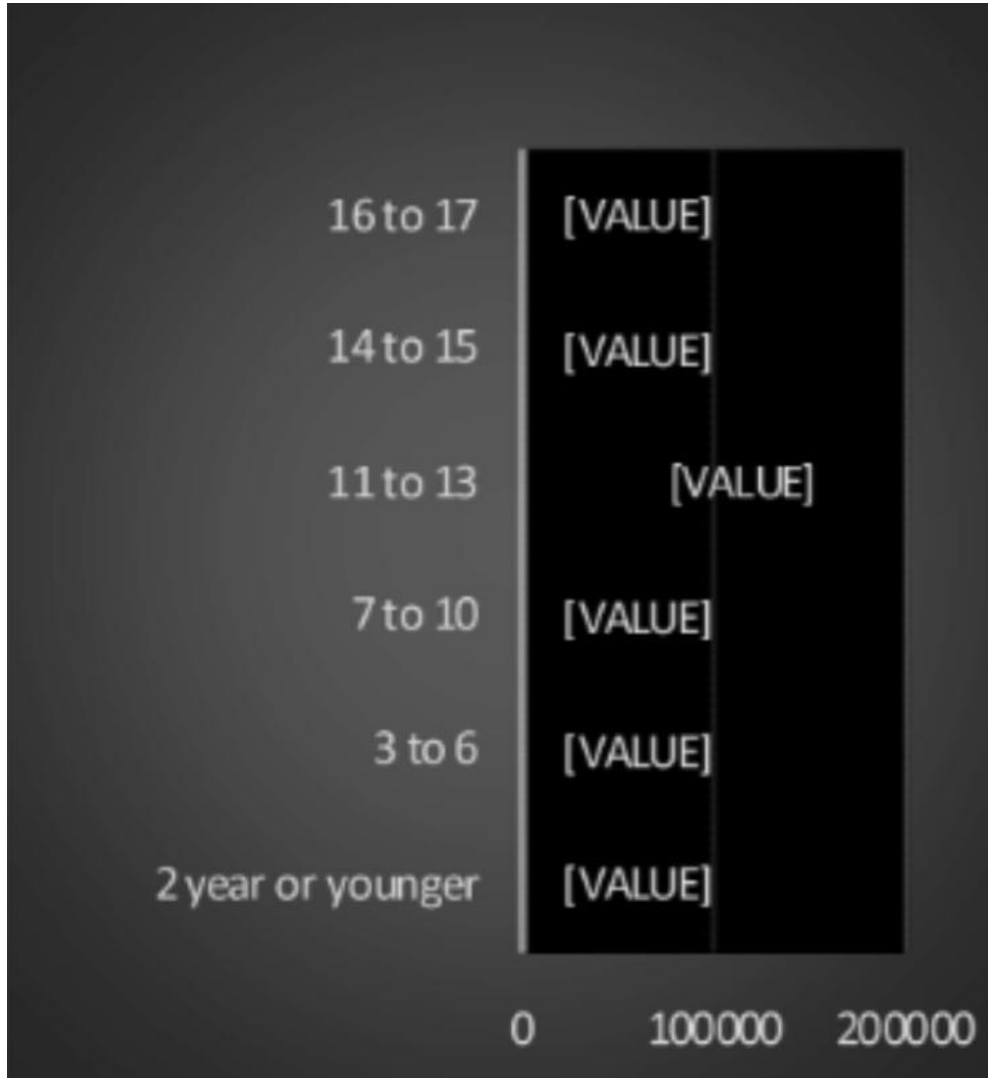 16 to 17 [VALUE]
14 to 15 [VALUE]
11 to 13 [VALUE]
7 to 10 [VALUE]
3 to 6 [VALUE]
2 year or younger [VALUE]
0 100000 200000